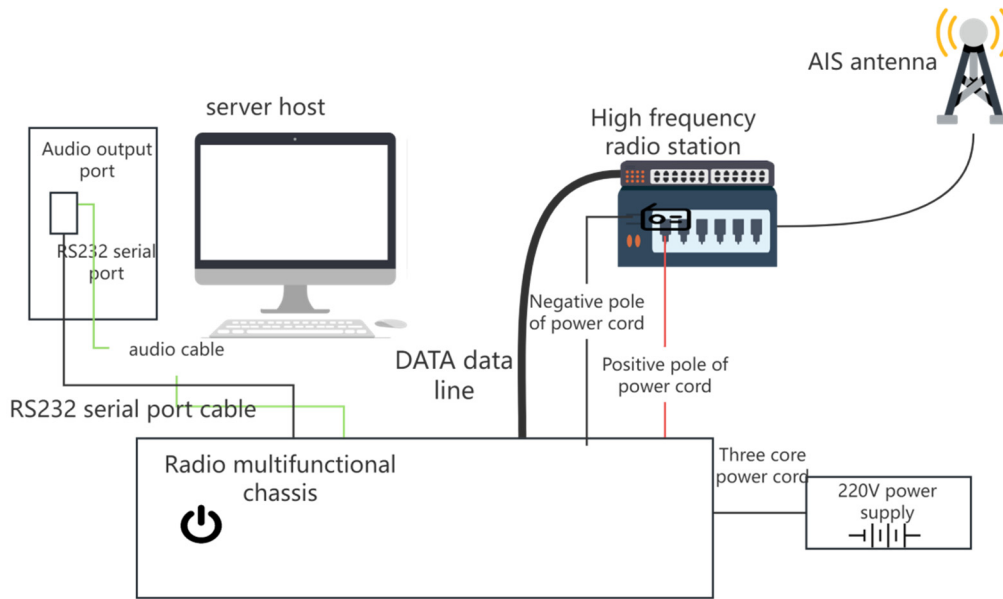 AIS antenna
server host
High frequency
radio station
Audio output
port
RS232 serial
port
Negative pole
of power cord
audio cable
DATA data
line
Positive pole of
power cord
RS232 serial port cable
Radio multifunctional
chassis
Three core
power cord
220V power
supply